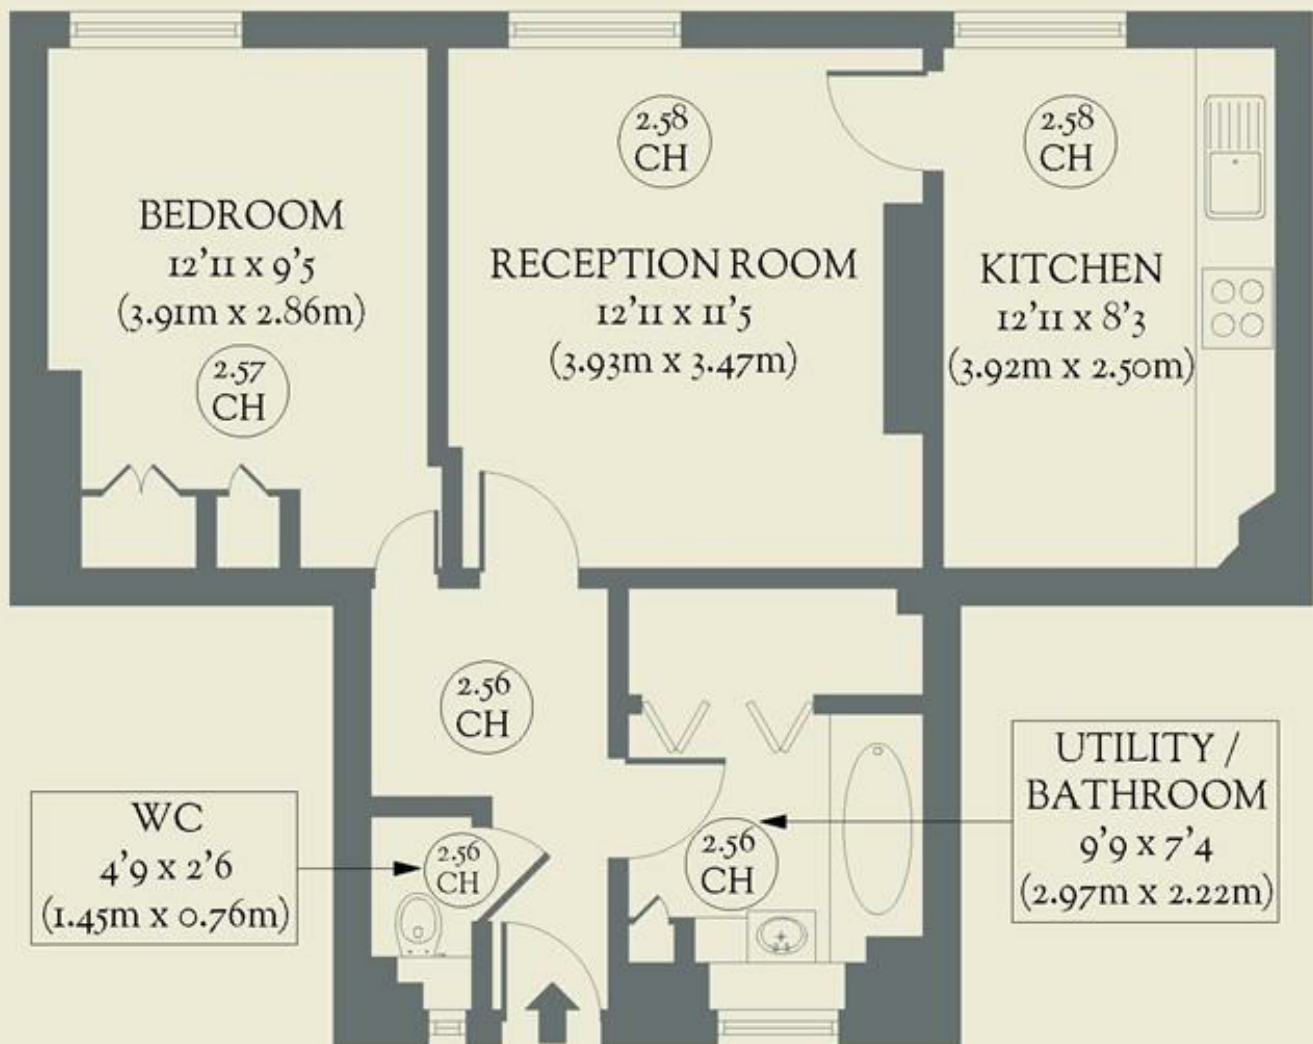 2.58
CH
2.58
CH
BEDROOM
12'11 x 9'5
(3.91m x 2.86m)
2.57
CH
RECEPTION ROOM
12'11 x 11'5
(3.93m x 3.47m)
KITCHEN
12'11 x 8'3
(3.92m x 2.50m)
2.56
CH
WC
4'9 x 2'6
(1.45m x 0.76m)
2.56
CH
2.56
CH
UTILITY /
BATHROOM
9'9 x 7'4
(2.97m x 2.22m)